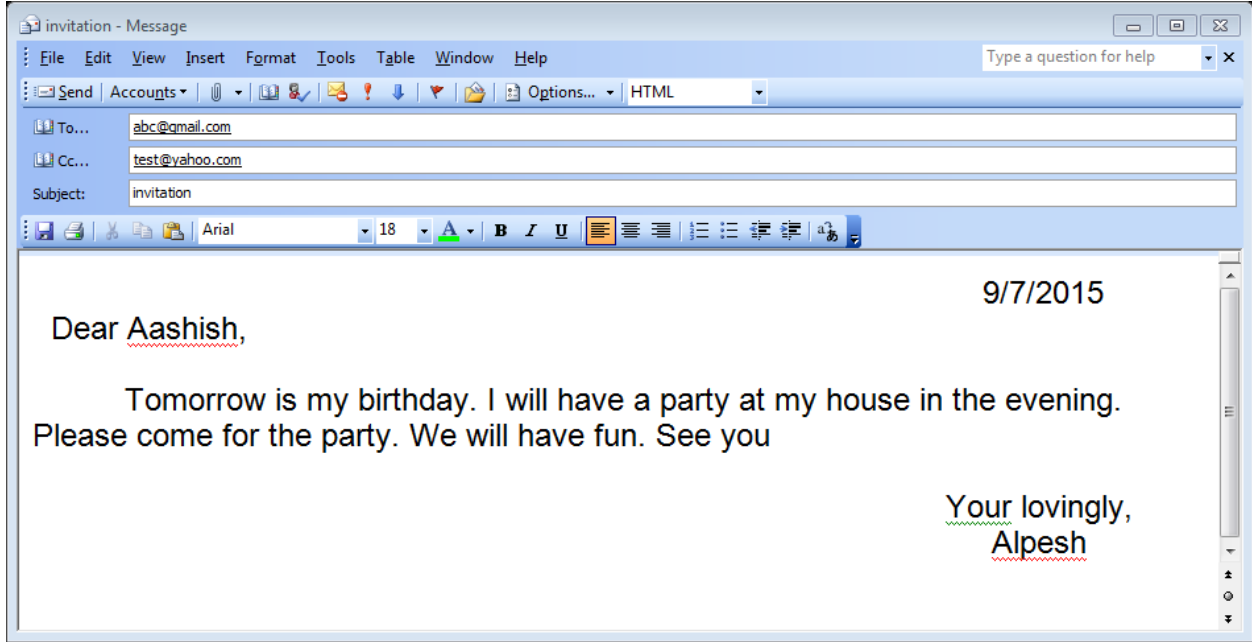 invitation - Message
File Edit View Insert Format Tools Table Window Help Type a question for help
Send Accounts Options... HTML
To... abc@gmail.com
Cc... test@yahoo.com
Subject: invitation
Arial 18 A B I U
9/7/2015
Dear Aashish,
Tomorrow is my birthday. I will have a party at my house in the evening.
Please come for the party. We will have fun. See you
Your lovingly,
Alpesh